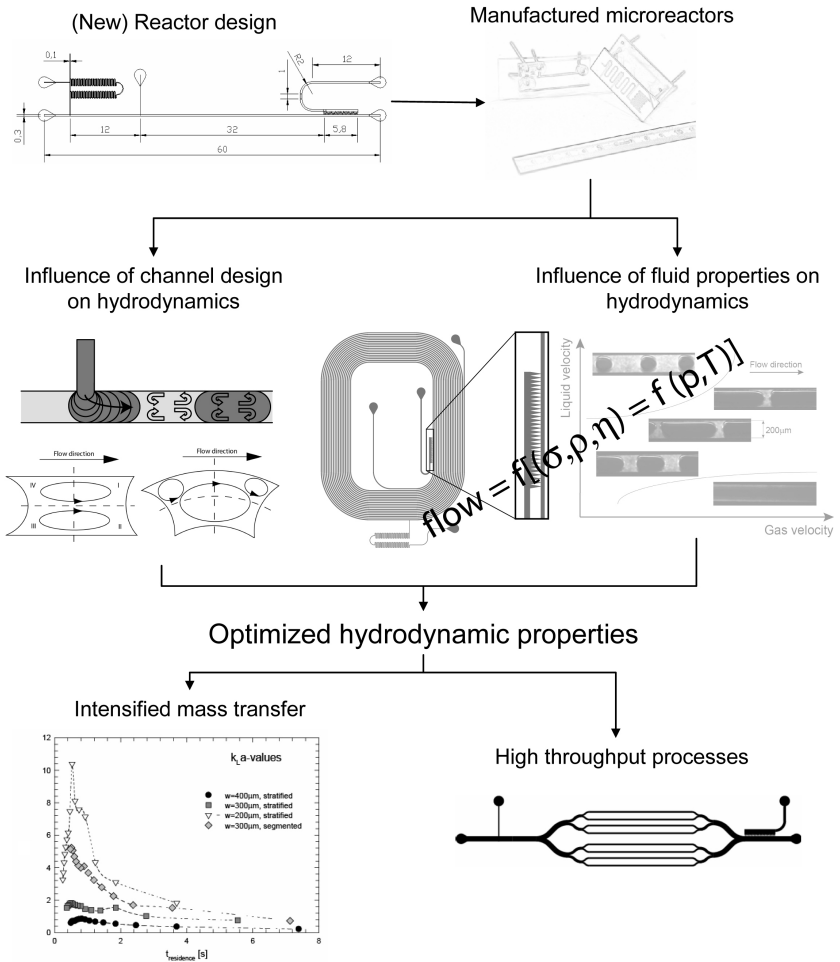 (New) Reactor design
Manufactured microreactors
0,1
12
R2
1
0,3
12
32
5,8
60
Influence of channel design
on hydrodynamics
Influence of fluid properties on
hydrodynamics
Flow direction
Flow direction
IV
I
III
II
flow = f[(σ,ρ,η) = f (p,T)]
Liquid velocity
Flow direction
200μm
Gas velocity
Optimized hydrodynamic properties
Intensified mass transfer
High throughput processes
12
10
8
6
4
2
0
0
2
4
6
8
k_L a-values
w=400μm, stratified
w=300μm, stratified
w=200μm, stratified
w=300μm, segmented
t_residence [s]